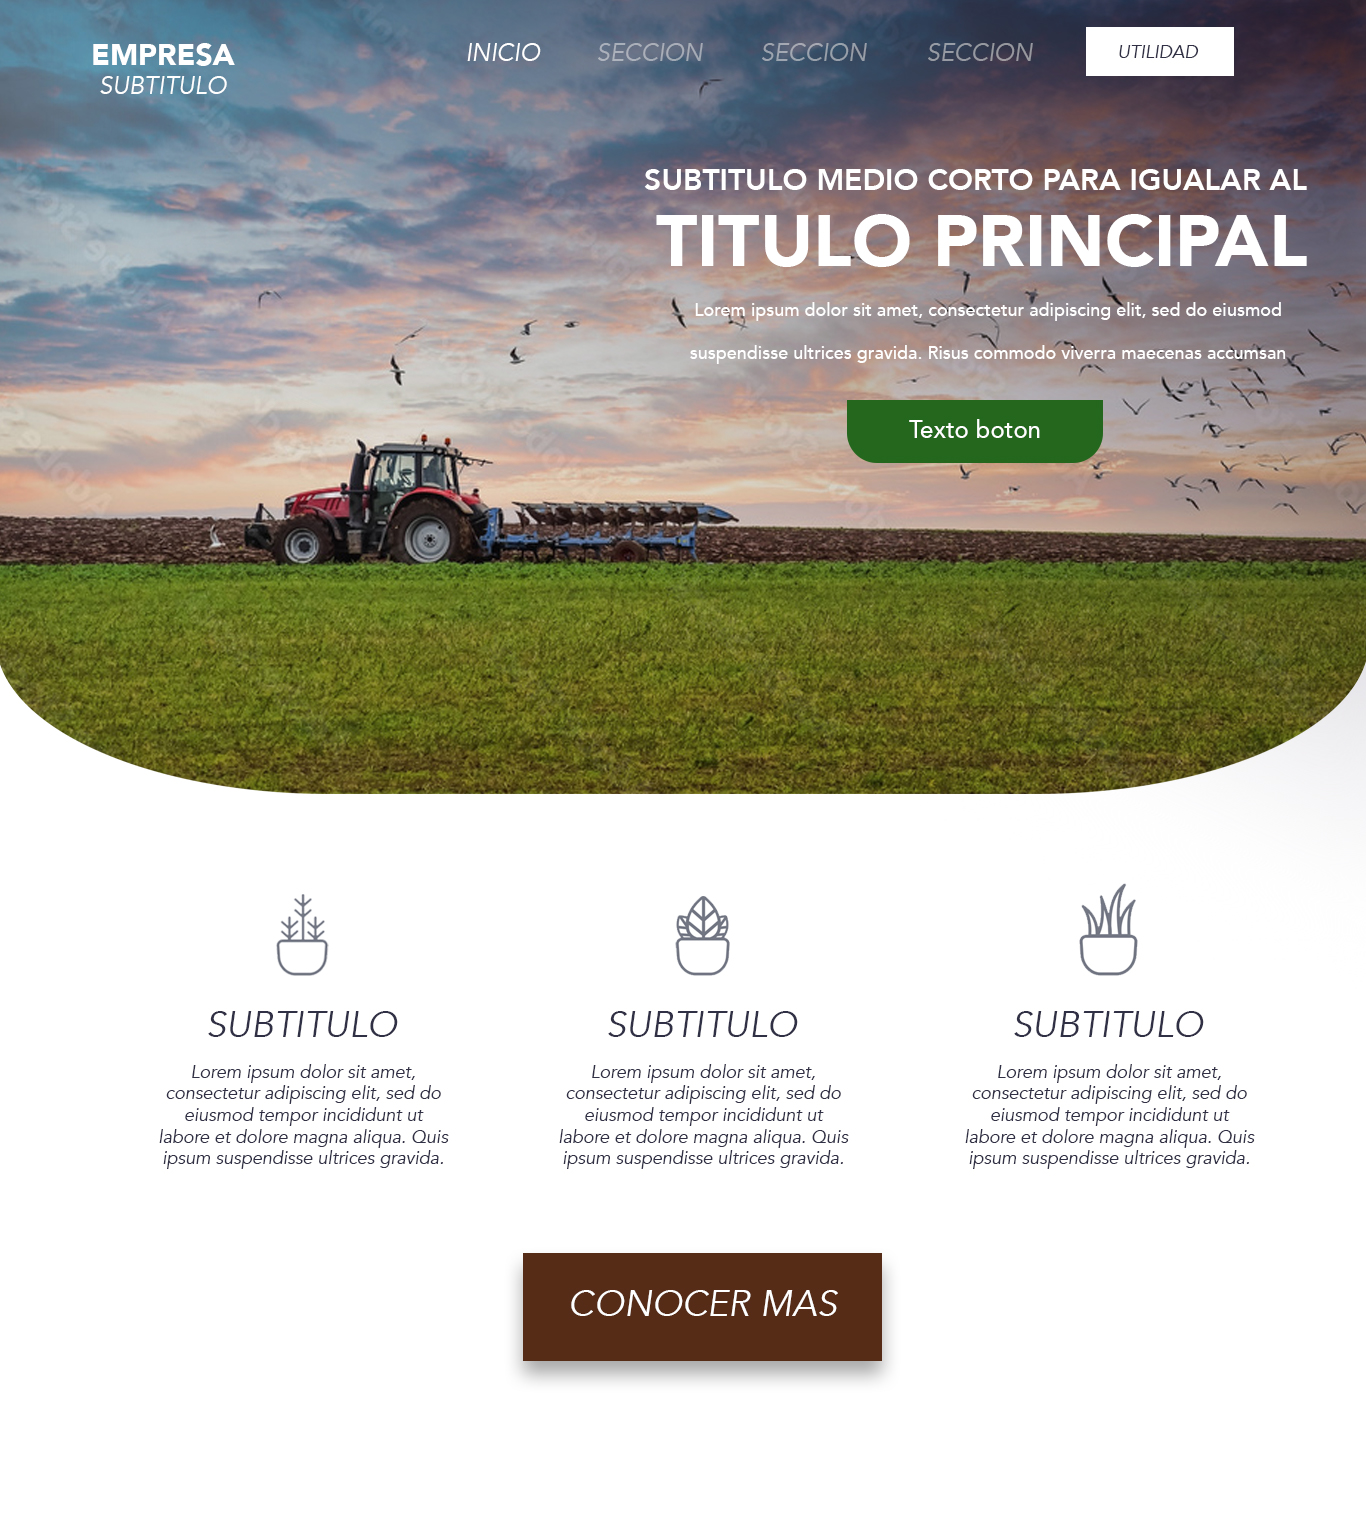 EMPRESA
SUBTITULO
INICIO SECCION SECCION SECCION UTILIDAD
SUBTITULO MEDIO CORTO PARA IGUALAR AL
TITULO PRINCIPAL
Lorem ipsum dolor sit amet, consectetur adipiscing elit, sed do eiusmod
suspendisse ultrices gravida. Risus commodo viverra maecenas accumsan
Texto boton
SUBTITULO
Lorem ipsum dolor sit amet,
consectetur adipiscing elit, sed do
eiusmod tempor incididunt ut
labore et dolore magna aliqua. Quis
ipsum suspendisse ultrices gravida.
SUBTITULO
Lorem ipsum dolor sit amet,
consectetur adipiscing elit, sed do
eiusmod tempor incididunt ut
labore et dolore magna aliqua. Quis
ipsum suspendisse ultrices gravida.
SUBTITULO
Lorem ipsum dolor sit amet,
consectetur adipiscing elit, sed do
eiusmod tempor incididunt ut
labore et dolore magna aliqua. Quis
ipsum suspendisse ultrices gravida.
CONOCER MAS